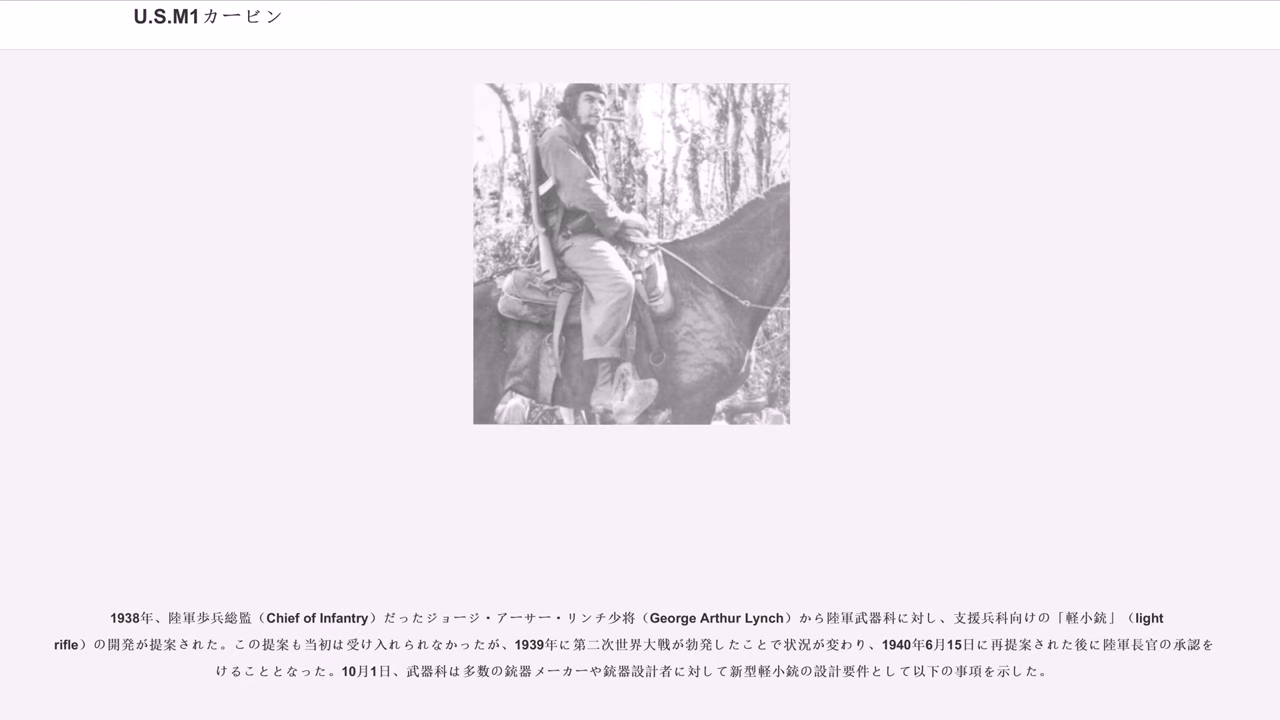 U.S.M1カービン
1938年、陸軍歩兵総監（Chief of Infantry）だったジョージ・アーサー・リンチ少将（George Arthur Lynch）から陸軍武器科に対し、支援兵科向けの「軽小銃」（light
rifle）の開発が提案された。この提案も当初は受け入れられなかったが、1939年に第二次世界大戦が勃発したことで状況が変わり、1940年6月15日に再提案された後に陸軍長官の承認を
けることとなった。10月1日、武器科は多数の銃器メーカーや銃器設計者に対して新型軽小銃の設計要件として以下の事項を示した。